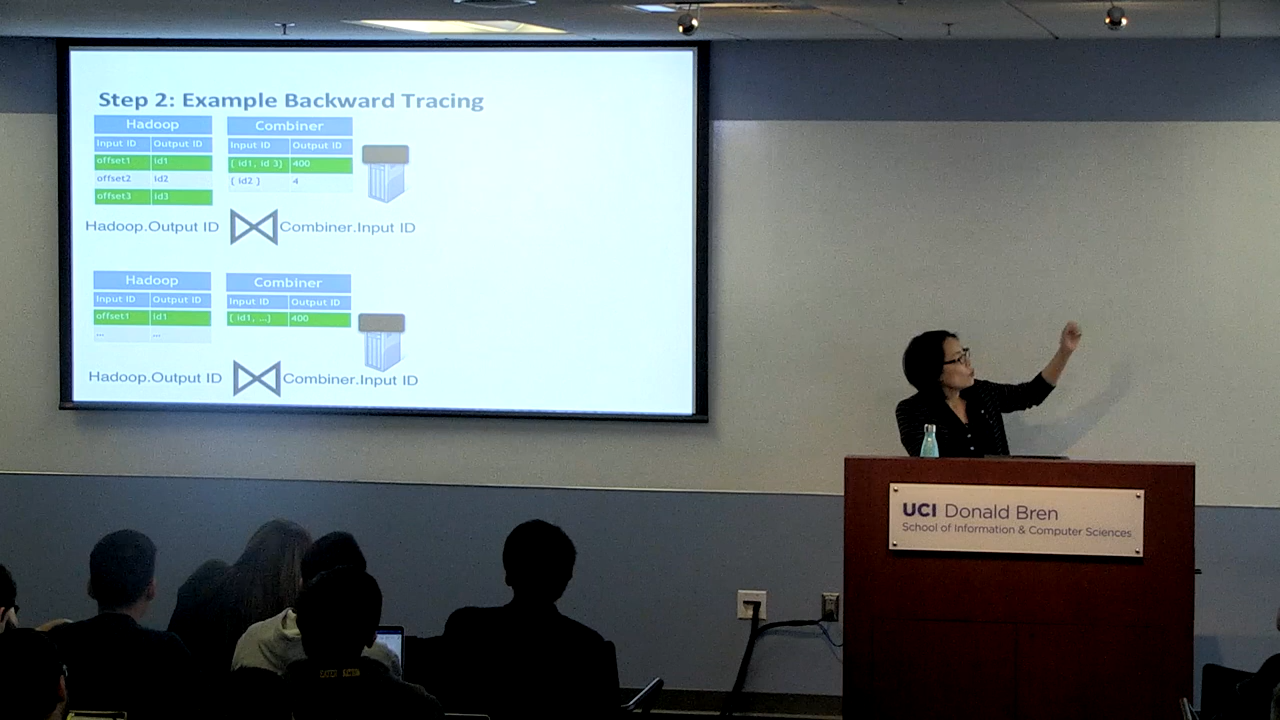 Step 2: Example Backward Tracing
Hadoop
Combiner
Input ID Output ID
Input ID Output ID
offset1 id1
{ id1, id 3} 400
offset2 id2
{ id2 } 4
offset3 id3
Hadoop.Output ID
Combiner.Input ID
Hadoop
Combiner
Input ID Output ID
Input ID Output ID
offset1 id1
{ id1, …} 400
… …
Hadoop.Output ID
Combiner.Input ID
UCI Donald Bren
School of Information & Computer Sciences